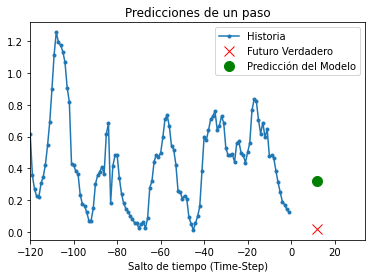 Predicciones de un paso
Historia
Futuro Verdadero
Predicción del Modelo
1.2
1.0
0.8
0.6
0.4
0.2
0.0
−120 −100 −80 −60 −40 −20 0 20
Salto de tiempo (Time-Step)